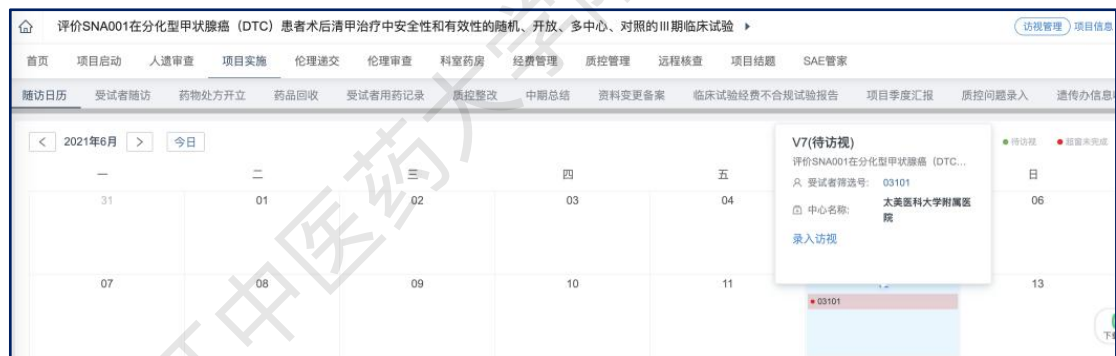 评价SNA001在分化型甲状腺癌（DTC）患者术后清甲治疗中安全性和有效性的随机、开放、多中心、对照的III期临床试验
访视管理 项目信息
首页 项目启动 人遗审查 项目实施 伦理递交 伦理审查 科室药房 经费管理 质控管理 远程核查 项目结题 SAE管家
随访日历 受试者随访 药物处方开立 药品回收 受试者用药记录 质控整改 中期总结 资料变更备案 临床试验经费不合规试验报告 项目季度汇报 质控问题录入 遗传办信息
< 2021年6月 > 今日
待访视 超窗未完成
一 二 三 四 五 日
31 01 02 03 04 06
V7(待访视)
评价SNA001在分化型甲状腺癌（DTC...
受试者筛选号: 03101
中心名称: 太美医科大学附属医
院
录入访视
07 08 09 10 11 13
03101
中医药大学